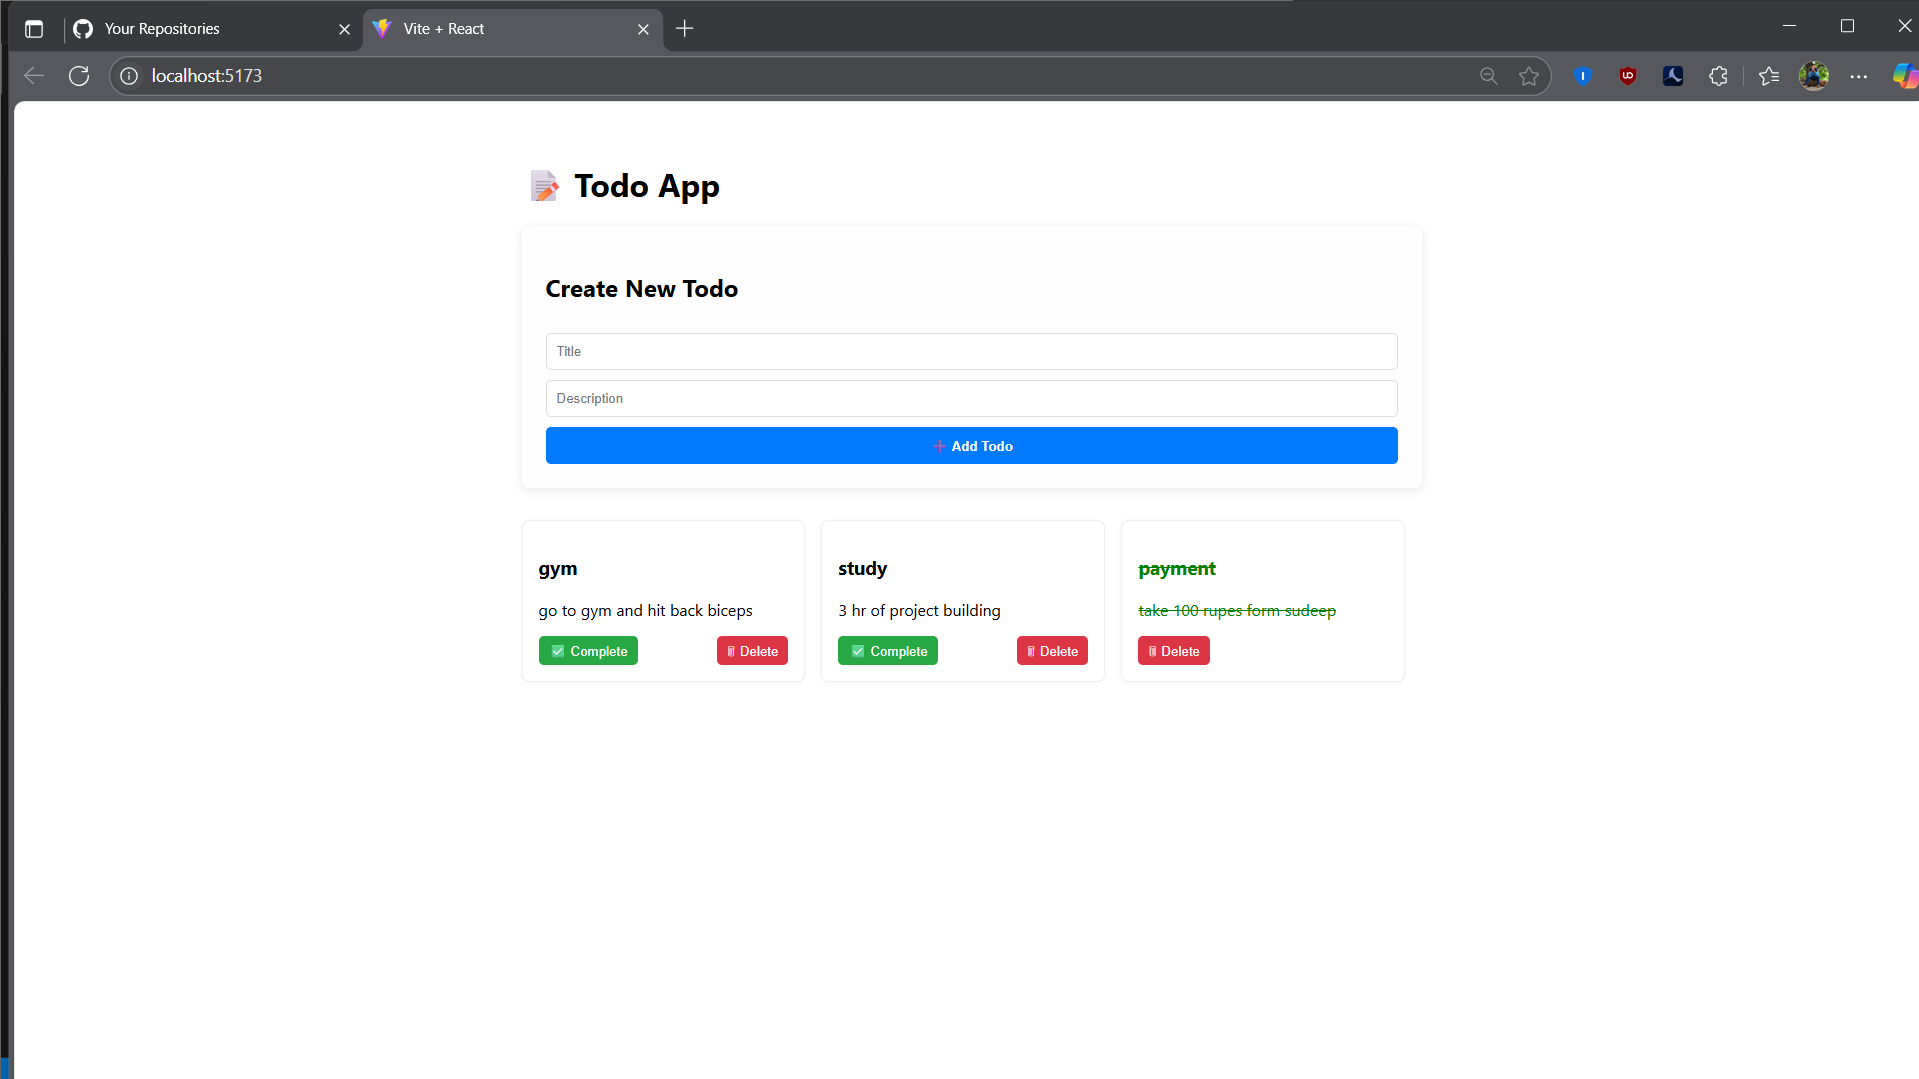 Your Repositories
Vite + React
localhost:5173
Todo App
Create New Todo
Title
Description
Add Todo
gym
go to gym and hit back biceps
Complete
Delete
study
3 hr of project building
Complete
Delete
payment
take 100 rupes form sudeep
Delete